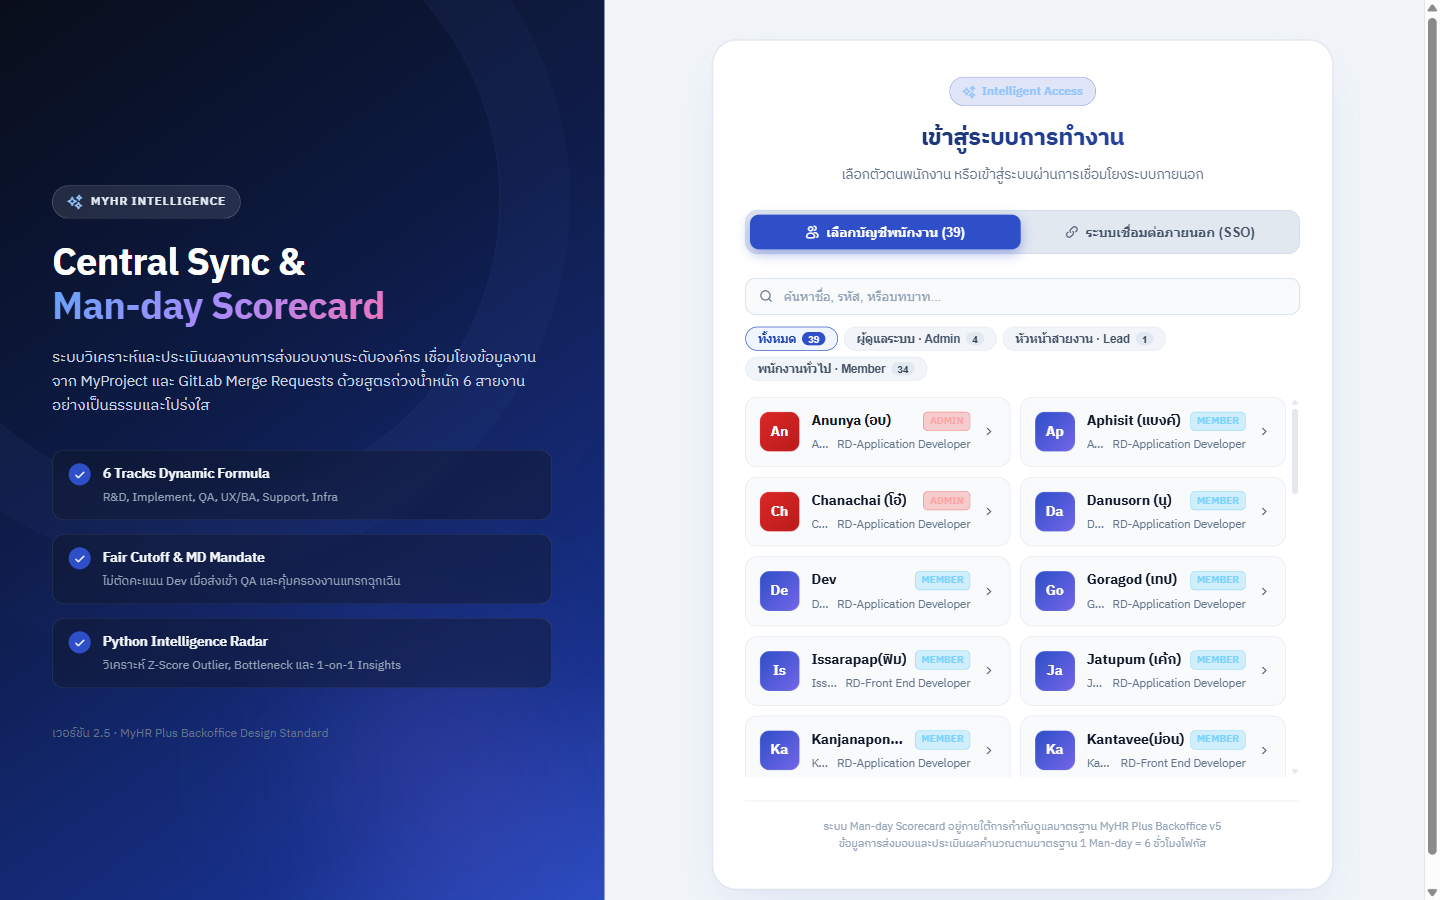 MYHR INTELLIGENCE
Central Sync &
Man-day Scorecard
ระบบวิเคราะห์และประเมินผลงานการส่งมอบงานระดับองค์กร เชื่อมโยงข้อมูลงาน
จาก MyProject และ GitLab Merge Requests ด้วยสูตรถ่วงน้ำหนัก 6 สายงาน
อย่างเป็นธรรมและโปร่งใส
6 Tracks Dynamic Formula
R&D, Implement, QA, UX/BA, Support, Infra
Fair Cutoff & MD Mandate
ไม่ตัดคะแนน Dev เมื่อส่งเข้า QA และคุ้มครองงานแทรกฉุกเฉิน
Python Intelligence Radar
วิเคราะห์ Z-Score Outlier, Bottleneck และ 1-on-1 Insights
เวอร์ชัน 2.5 · MyHR Plus Backoffice Design Standard
Intelligent Access
เข้าสู่ระบบการทำงาน
เลือกตัวตนพนักงาน หรือเข้าสู่ระบบผ่านการเชื่อมโยงระบบภายนอก
เลือกบัญชีพนักงาน (39)
ระบบเชื่อมต่อภายนอก (SSO)
ค้นหาชื่อ, รหัส, หรือบทบาท...
ทั้งหมด 39
ผู้ดูแลระบบ · Admin 4
หัวหน้าสายงาน · Lead 1
พนักงานทั่วไป · Member 34
An Anunya (อบ) ADMIN
A... RD-Application Developer
Ap Aphisit (แบงค์) MEMBER
A... RD-Application Developer
Ch Chanachai (โอ๋) ADMIN
C... RD-Application Developer
Da Danusorn (นุ) MEMBER
D... RD-Application Developer
De Dev MEMBER
D... RD-Application Developer
Go Goragod (เทป) MEMBER
G... RD-Application Developer
Is Issarapap(ฟิม) MEMBER
Iss... RD-Front End Developer
Ja Jatupum (เค้ก) MEMBER
J... RD-Application Developer
Ka Kanjanapon... MEMBER
K... RD-Application Developer
Ka Kantavee(ม่อน) MEMBER
Ka... RD-Front End Developer
ระบบ Man-day Scorecard อยู่ภายใต้การกำกับดูแลมาตรฐาน MyHR Plus Backoffice v5
ข้อมูลการส่งมอบและประเมินผลคำนวณตามมาตรฐาน 1 Man-day = 6 ชั่วโมงโฟกัส